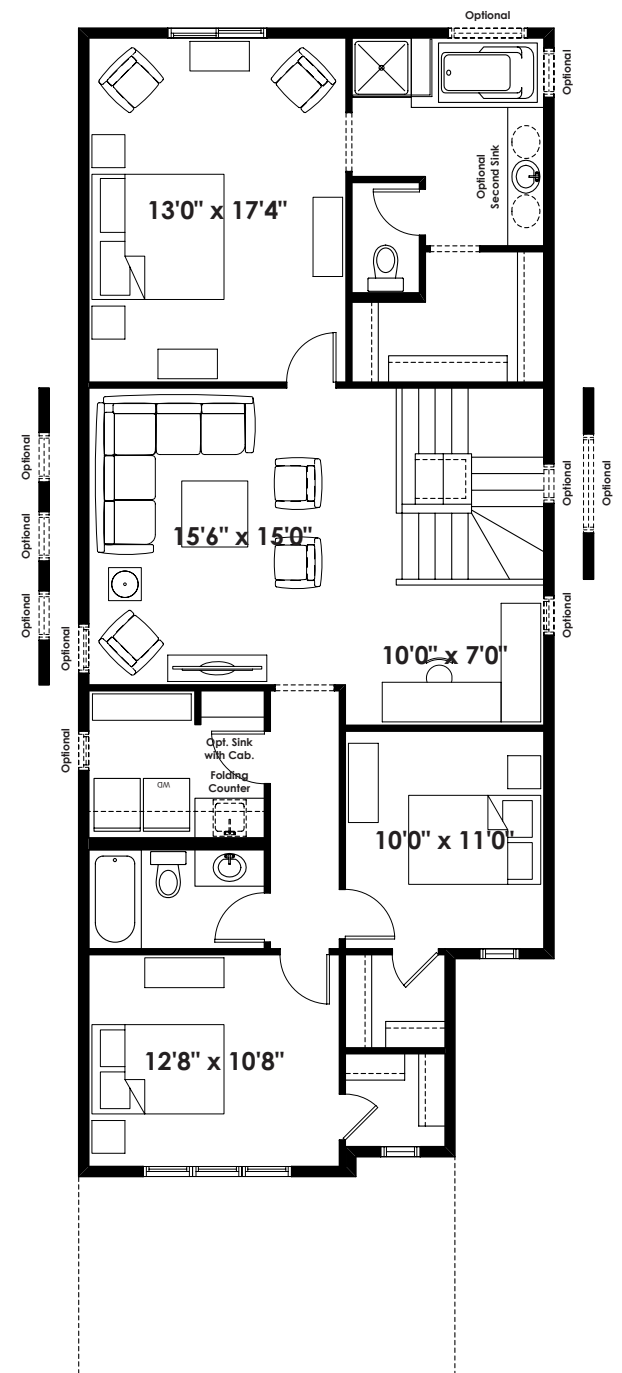 Optional
Optional
Optional
Second Sink
13'0" x 17'4"
Optional
Optional
Optional
Optional
Optional
15'6" x 15'0"
Optional
Optional
Optional
10'0" x 7'0"
Optional
Opt. Sink
with Cab.
Folding
Counter
WD
10'0" x 11'0"
12'8" x 10'8"